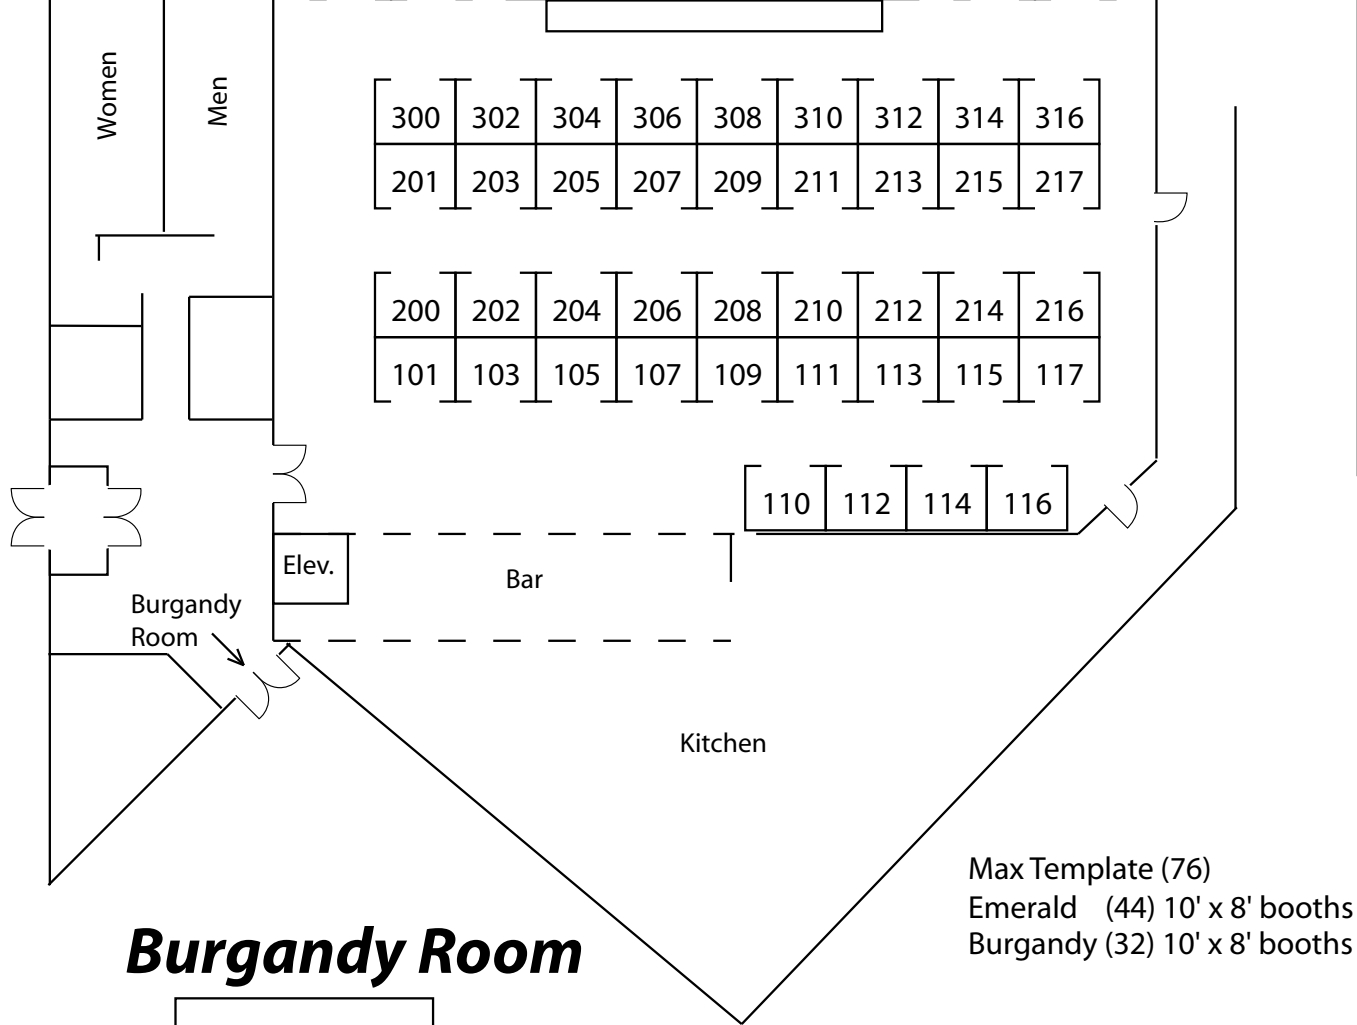 Women
Men
300 302 304 306 308 310 312 314 316
201 203 205 207 209 211 213 215 217
200 202 204 206 208 210 212 214 216
101 103 105 107 109 111 113 115 117
110 112 114 116
Elev.
Bar
Burgandy
Room
Kitchen
Max Template (76)
Emerald (44) 10' x 8' booths
Burgandy (32) 10' x 8' booths
Burgandy Room